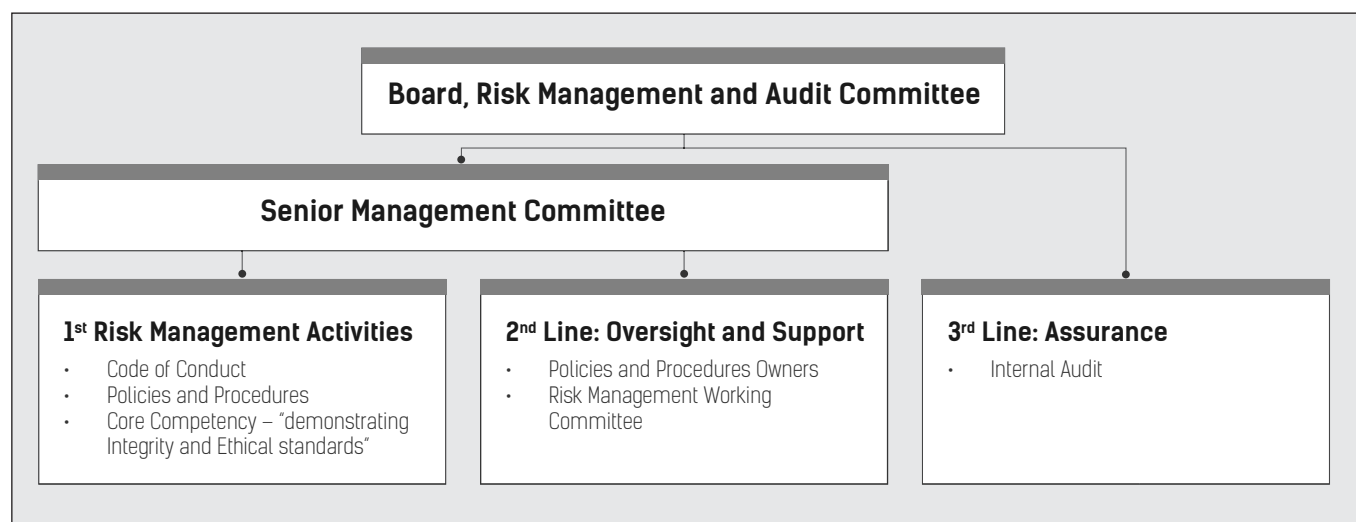 Board, Risk Management and Audit Committee
Senior Management Committee
1st Risk Management Activities
• Code of Conduct
• Policies and Procedures
• Core Competency – “demonstrating
Integrity and Ethical standards”
2nd Line: Oversight and Support
• Policies and Procedures Owners
• Risk Management Working
Committee
3rd Line: Assurance
• Internal Audit